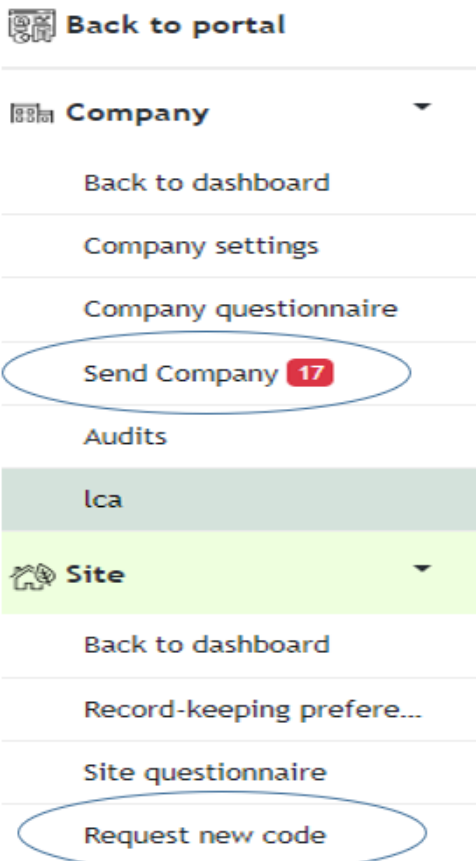 Back to portal
Company
Back to dashboard
Company settings
Company questionnaire
Send Company 17
Audits
lca
Site
Back to dashboard
Record-keeping prefere...
Site questionnaire
Request new code